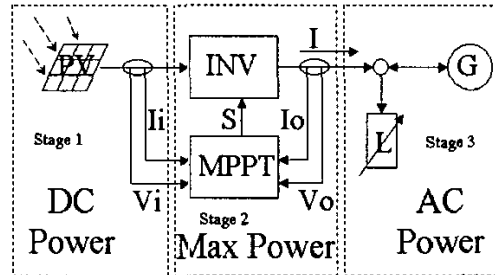 PV
INV
I
G
Ii
S
Io
L
Stage 1
Stage 3
MPPT
Vi
Vo
Stage 2
DC
Power
Max Power
AC
Power